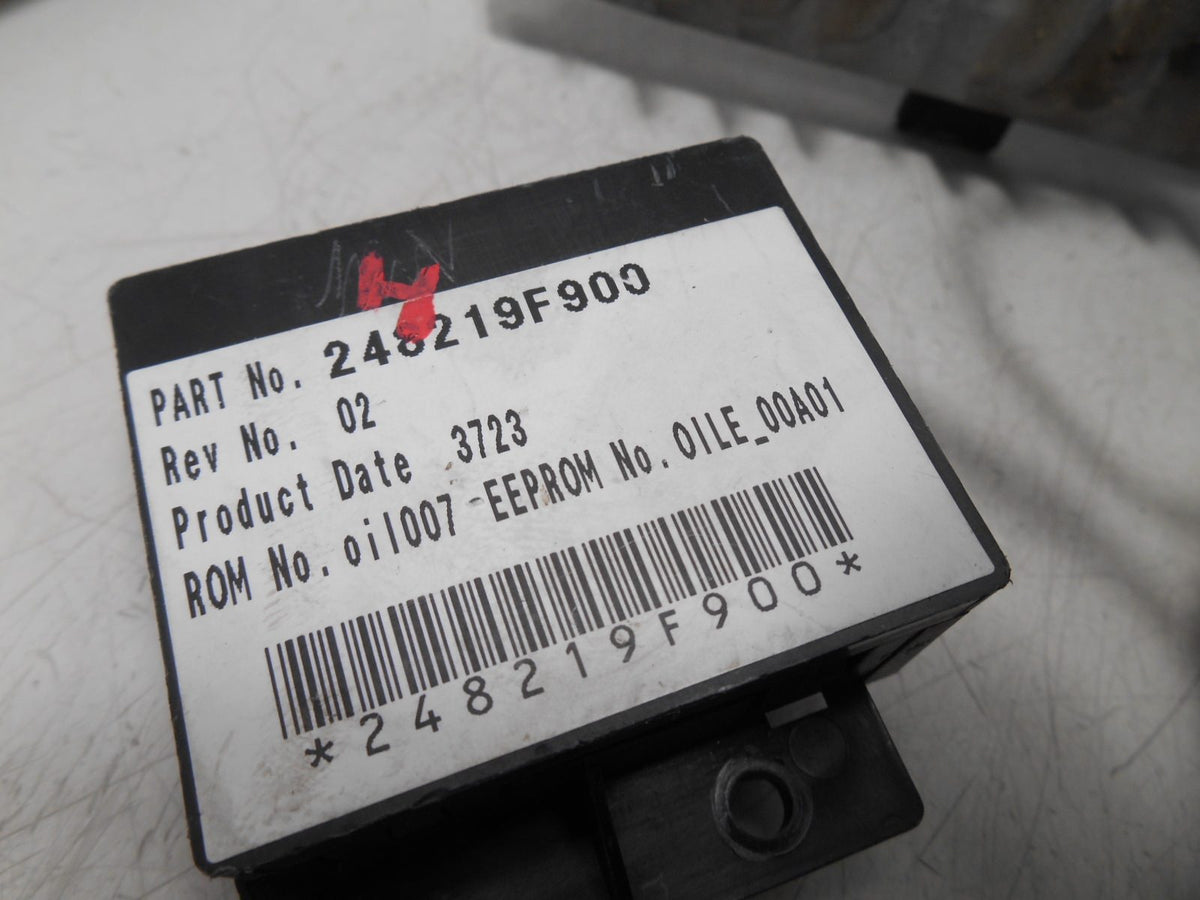 H
PART No. 248219F900
Rev No. 02
Product Date 3723
ROM No. oil007 EEPROM No. OILE_00A01
*248219F900*